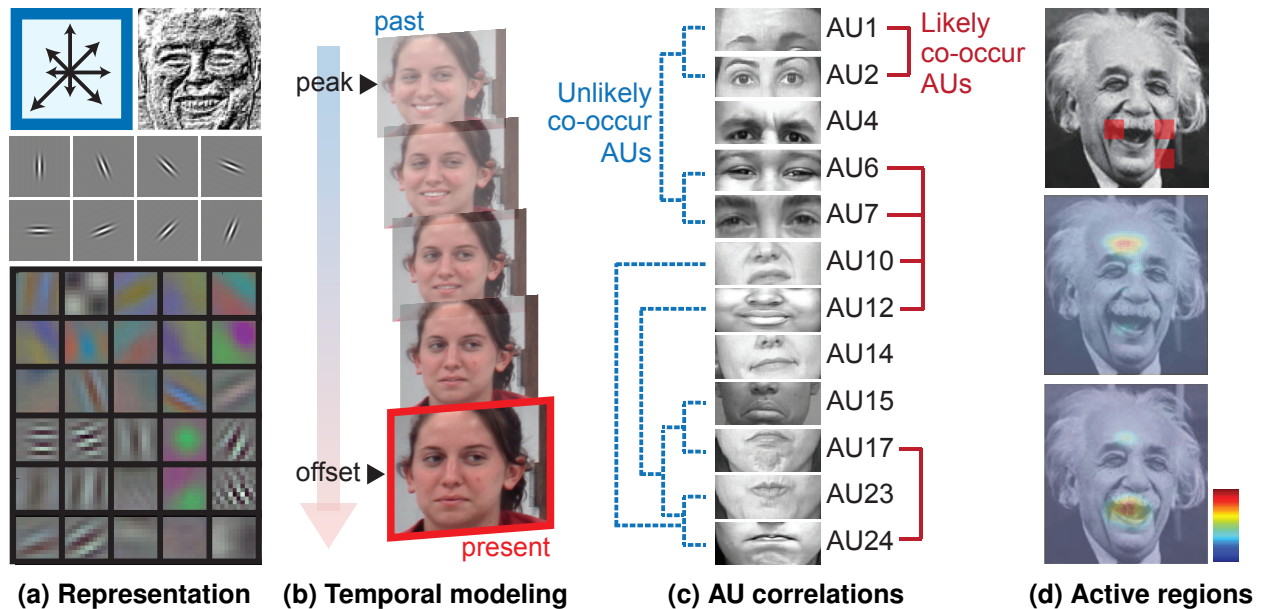 past
peak
offset
present
Unlikely
co-occur
AUs
AU1
AU2
AU4
AU6
AU7
AU10
AU12
AU14
AU15
AU17
AU23
AU24
Likely
co-occur
AUs
(a) Representation
(b) Temporal modeling
(c) AU correlations
(d) Active regions